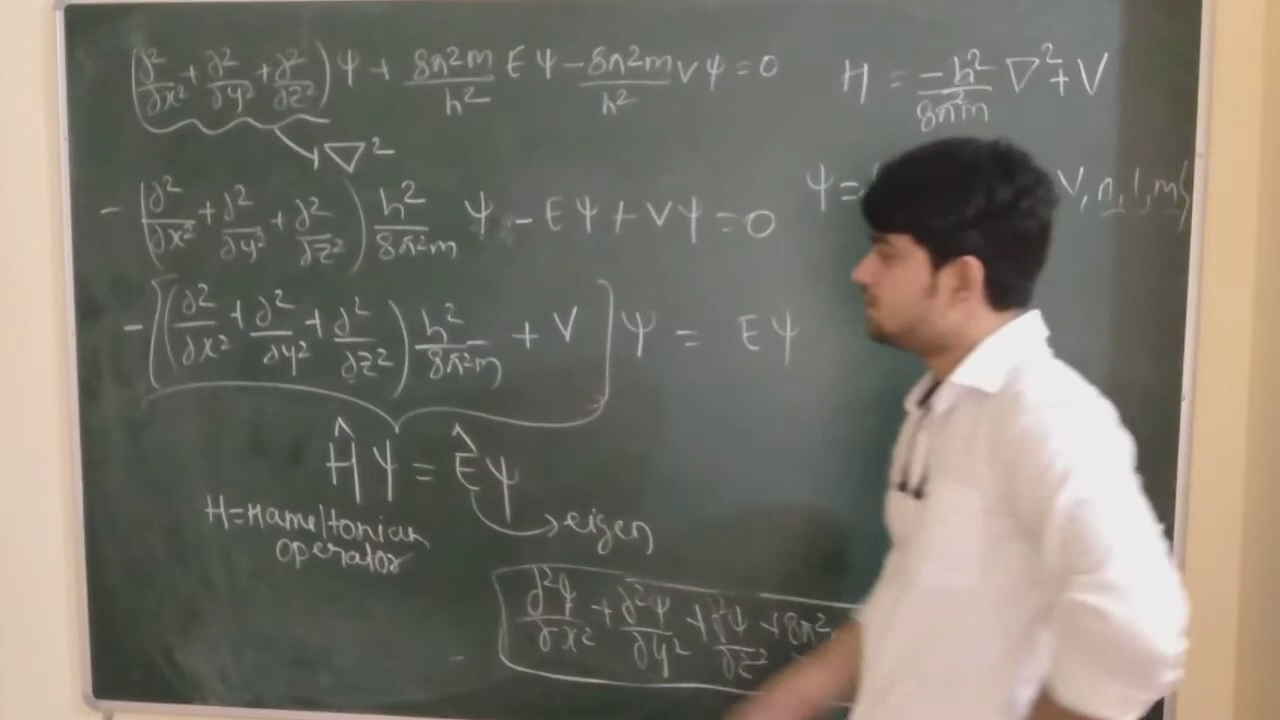 (∂²/∂x² + ∂²/∂y² + ∂²/∂z²) Ψ + 8π²m/h² EΨ - 8π²m/h² VΨ = 0
∇²
- (∂²/∂x² + ∂²/∂y² + ∂²/∂z²) h²/8π²m Ψ - EΨ + VΨ = 0
- [(∂²/∂x² + ∂²/∂y² + ∂²/∂z²) h²/8π²m + V] Ψ = EΨ
ĤΨ = ÊΨ
H=Hameltonian
operator
eigen
∂²Ψ/∂x² + ∂²Ψ/∂y² + ∂²Ψ/∂z² + 8π²
H = -h²/8π²m ∇² + V
Ψ =
V, n, l, m